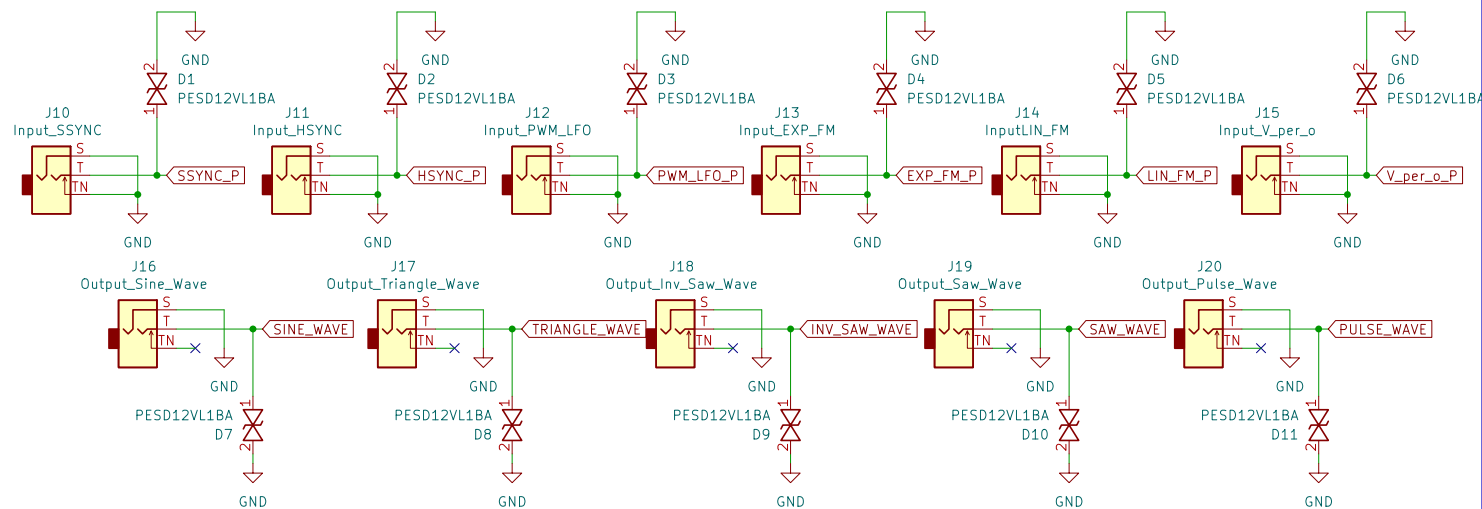 GND GND GND GND GND GND
2 D1 2 D2 2 D3 2 D4 2 D5 2 D6
1 PESD12VL1BA 1 PESD12VL1BA 1 PESD12VL1BA 1 PESD12VL1BA 1 PESD12VL1BA 1 PESD12VL1BA
J10 J11 J12 J13 J14 J15
Input_SSYNC Input_HSYNC Input_PWM_LFO Input_EXP_FM InputLIN_FM Input_V_per_o
S S S S S S
T SSYNC_P T HSYNC_P T PWM_LFO_P T EXP_FM_P T LIN_FM_P T V_per_o_P
TN TN TN TN TN TN
GND GND GND GND GND GND
J16 J17 J18 J19 J20
Output_Sine_Wave Output_Triangle_Wave Output_Inv_Saw_Wave Output_Saw_Wave Output_Pulse_Wave
S S S S S
T SINE_WAVE T TRIANGLE_WAVE T INV_SAW_WAVE T SAW_WAVE T PULSE_WAVE
TN TN TN TN TN
GND GND GND GND GND
PESD12VL1BA 1 PESD12VL1BA 1 PESD12VL1BA 1 PESD12VL1BA 1 PESD12VL1BA 1
D7 2 D8 2 D9 2 D10 2 D11 2
GND GND GND GND GND